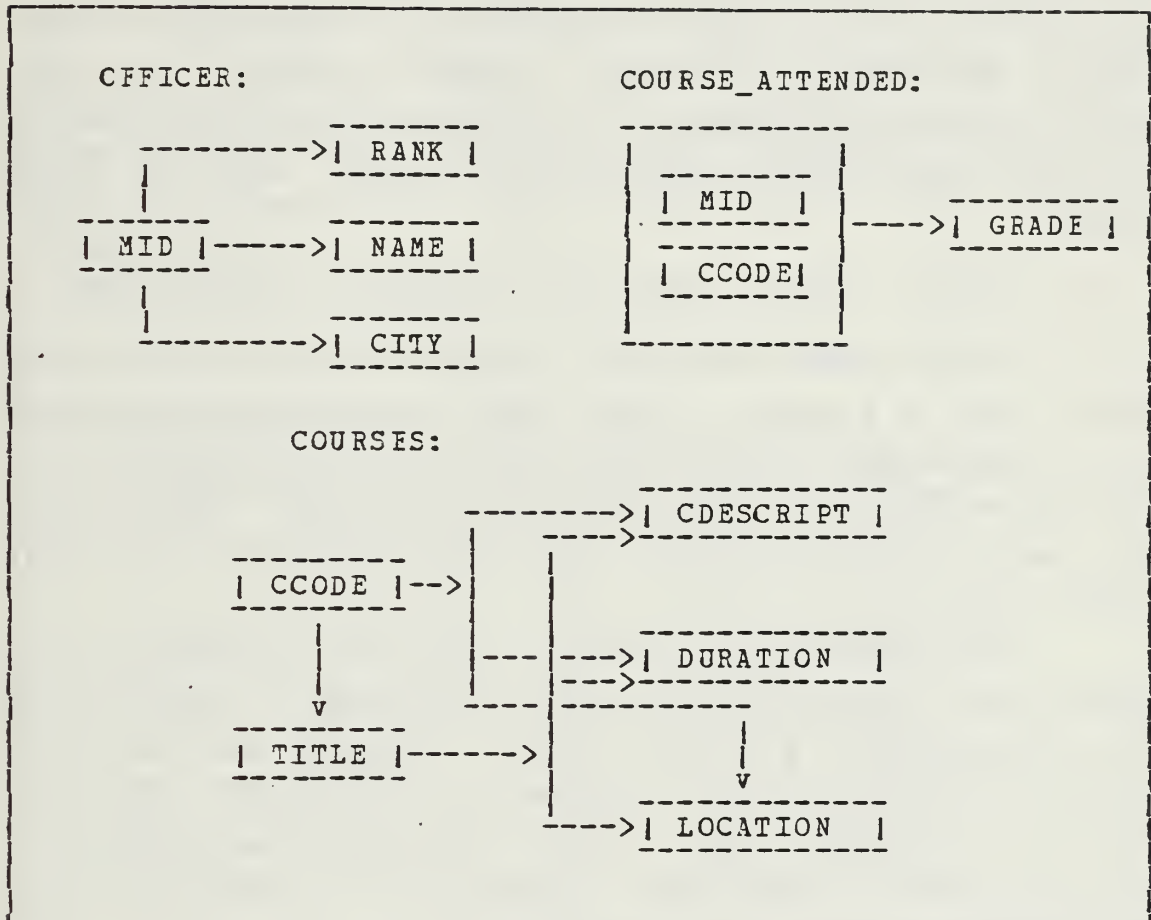 CFFICER:
COURSE_ATTENDED:
RANK
MID
NAME
CITY
MID
CCODE
GRADE
COURSES:
CDESCRIPT
CCODE
DURATION
TITLE
LOCATION